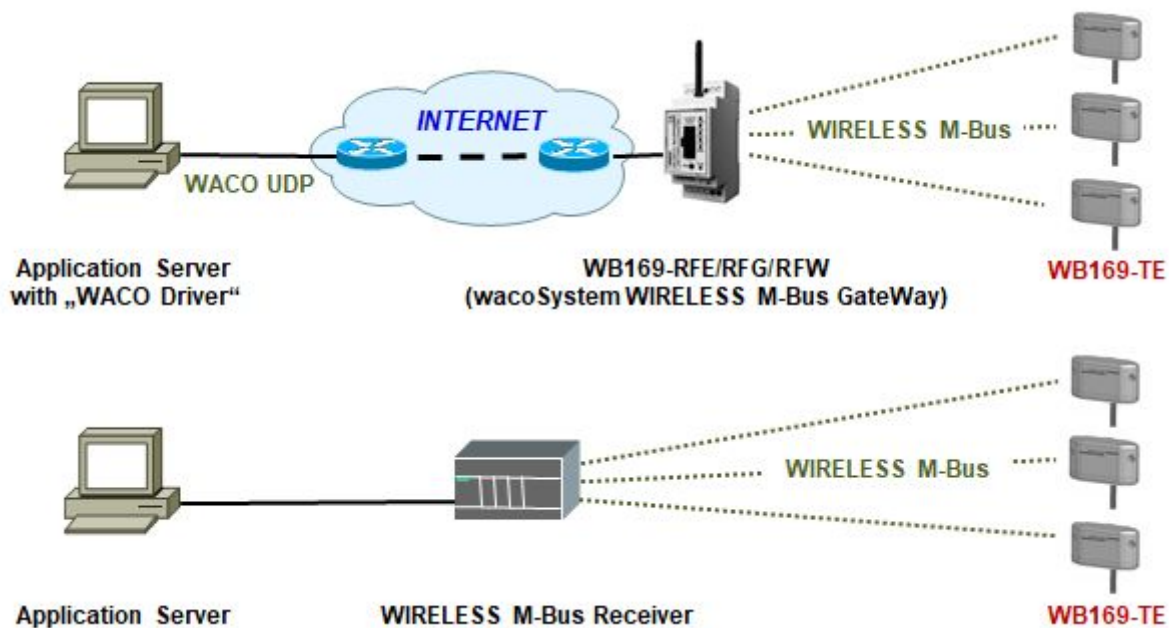 INTERNET
WIRELESS M-Bus
WACO UDP
Application Server
with „WACO Driver“
WB169-RFE/RFG/RFW
(wacoSystem WIRELESS M-Bus GateWay)
WB169-TE
WIRELESS M-Bus
Application Server
WIRELESS M-Bus Receiver
WB169-TE